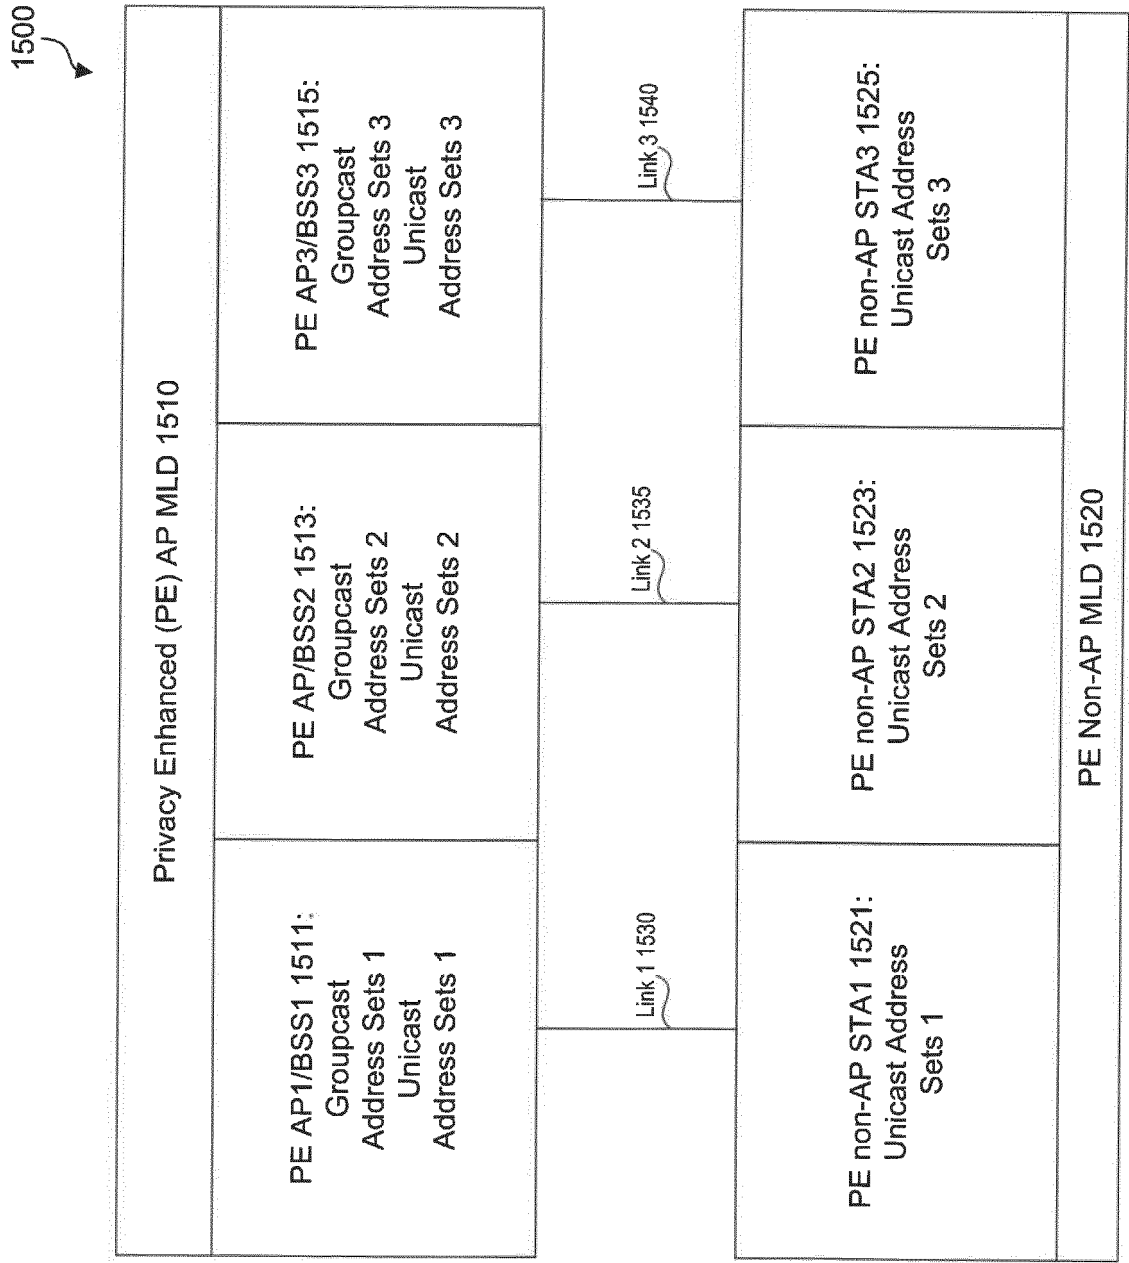 1500
Privacy Enhanced (PE) AP MLD 1510
PE AP1/BSS1 1511:
Groupcast
Address Sets 1
Unicast
Address Sets 1
PE AP/BSS2 1513:
Groupcast
Address Sets 2
Unicast
Address Sets 2
PE AP3/BSS3 1515:
Groupcast
Address Sets 3
Unicast
Address Sets 3
Link 1 1530
Link 2 1535
Link 3 1540
PE non-AP STA1 1521:
Unicast Address
Sets 1
PE non-AP STA2 1523:
Unicast Address
Sets 2
PE non-AP STA3 1525:
Unicast Address
Sets 3
PE Non-AP MLD 1520